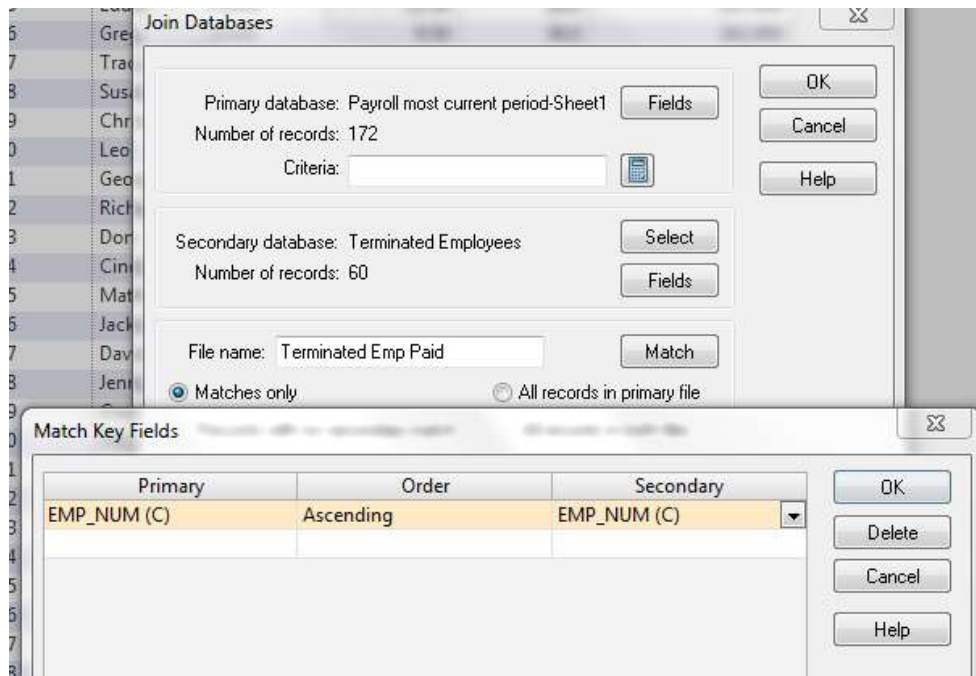 Join Databases
Primary database: Payroll most current period-Sheet1 Fields
Number of records: 172
Criteria:
OK
Cancel
Help
Secondary database: Terminated Employees Select
Number of records: 60 Fields
File name: Terminated Emp Paid Match
Matches only All records in primary file
Match Key Fields
Primary Order Secondary
EMP_NUM (C) Ascending EMP_NUM (C)
OK
Delete
Cancel
Help